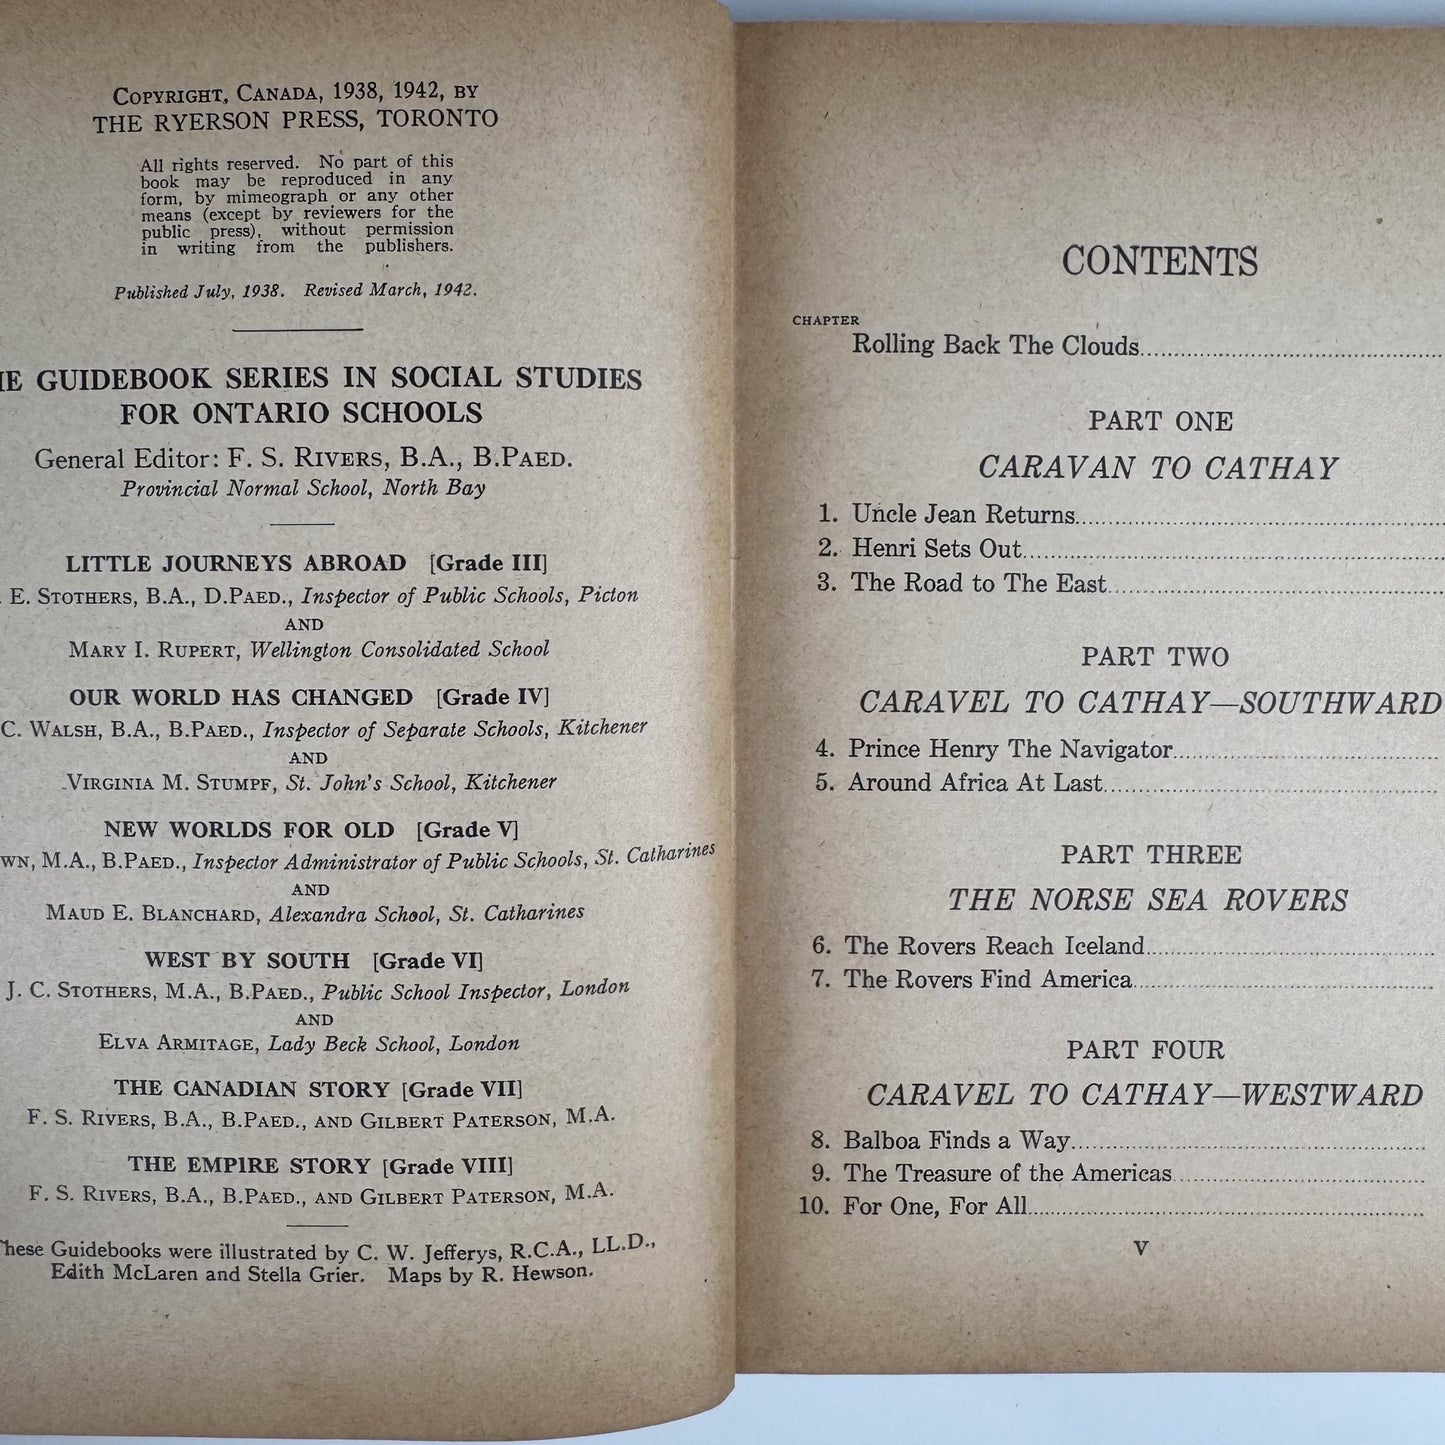 COPYRIGHT, CANADA, 1938, 1942, BY
THE RYERSON PRESS, TORONTO
All rights reserved. No part of this
book may be reproduced in any
form, by mimeograph or any other
means (except by reviewers for the
public press), without permission
in writing from the publishers.
Published July, 1938. Revised March, 1942.
GUIDEBOOK SERIES IN SOCIAL STUDIES
FOR ONTARIO SCHOOLS
General Editor: F. S. RIVERS, B.A., B.PAED.
Provincial Normal School, North Bay
LITTLE JOURNEYS ABROAD [Grade III]
E. STOTHERS, B.A., D.PAED., Inspector of Public Schools, Picton
AND
MARY I. RUPERT, Wellington Consolidated School
OUR WORLD HAS CHANGED [Grade IV]
C. WALSH, B.A., B.PAED., Inspector of Separate Schools, Kitchener
AND
VIRGINIA M. STUMPF, St. John's School, Kitchener
NEW WORLDS FOR OLD [Grade V]
M.A., B.PAED., Inspector Administrator of Public Schools, St. Catharines
AND
MAUD E. BLANCHARD, Alexandra School, St. Catharines
WEST BY SOUTH [Grade VI]
J. C. STOTHERS, M.A., B.PAED., Public School Inspector, London
AND
ELVA ARMITAGE, Lady Beck School, London
THE CANADIAN STORY [Grade VII]
F. S. RIVERS, B.A., B.PAED., AND GILBERT PATERSON, M.A.
THE EMPIRE STORY [Grade VIII]
F. S. RIVERS, B.A., B.PAED., AND GILBERT PATERSON, M.A.
These Guidebooks were illustrated by C. W. Jefferys, R.C.A., LL.D.,
Edith McLaren and Stella Grier. Maps by R. Hewson.
CONTENTS
CHAPTER
Rolling Back The Clouds
PART ONE
CARAVAN TO CATHAY
1. Uncle Jean Returns
2. Henri Sets Out
3. The Road to The East
PART TWO
CARAVEL TO CATHAY—SOUTHWARD
4. Prince Henry The Navigator
5. Around Africa At Last
PART THREE
THE NORSE SEA ROVERS
6. The Rovers Reach Iceland
7. The Rovers Find America
PART FOUR
CARAVEL TO CATHAY—WESTWARD
8. Balboa Finds a Way
9. The Treasure of the Americas
10. For One, For All
v